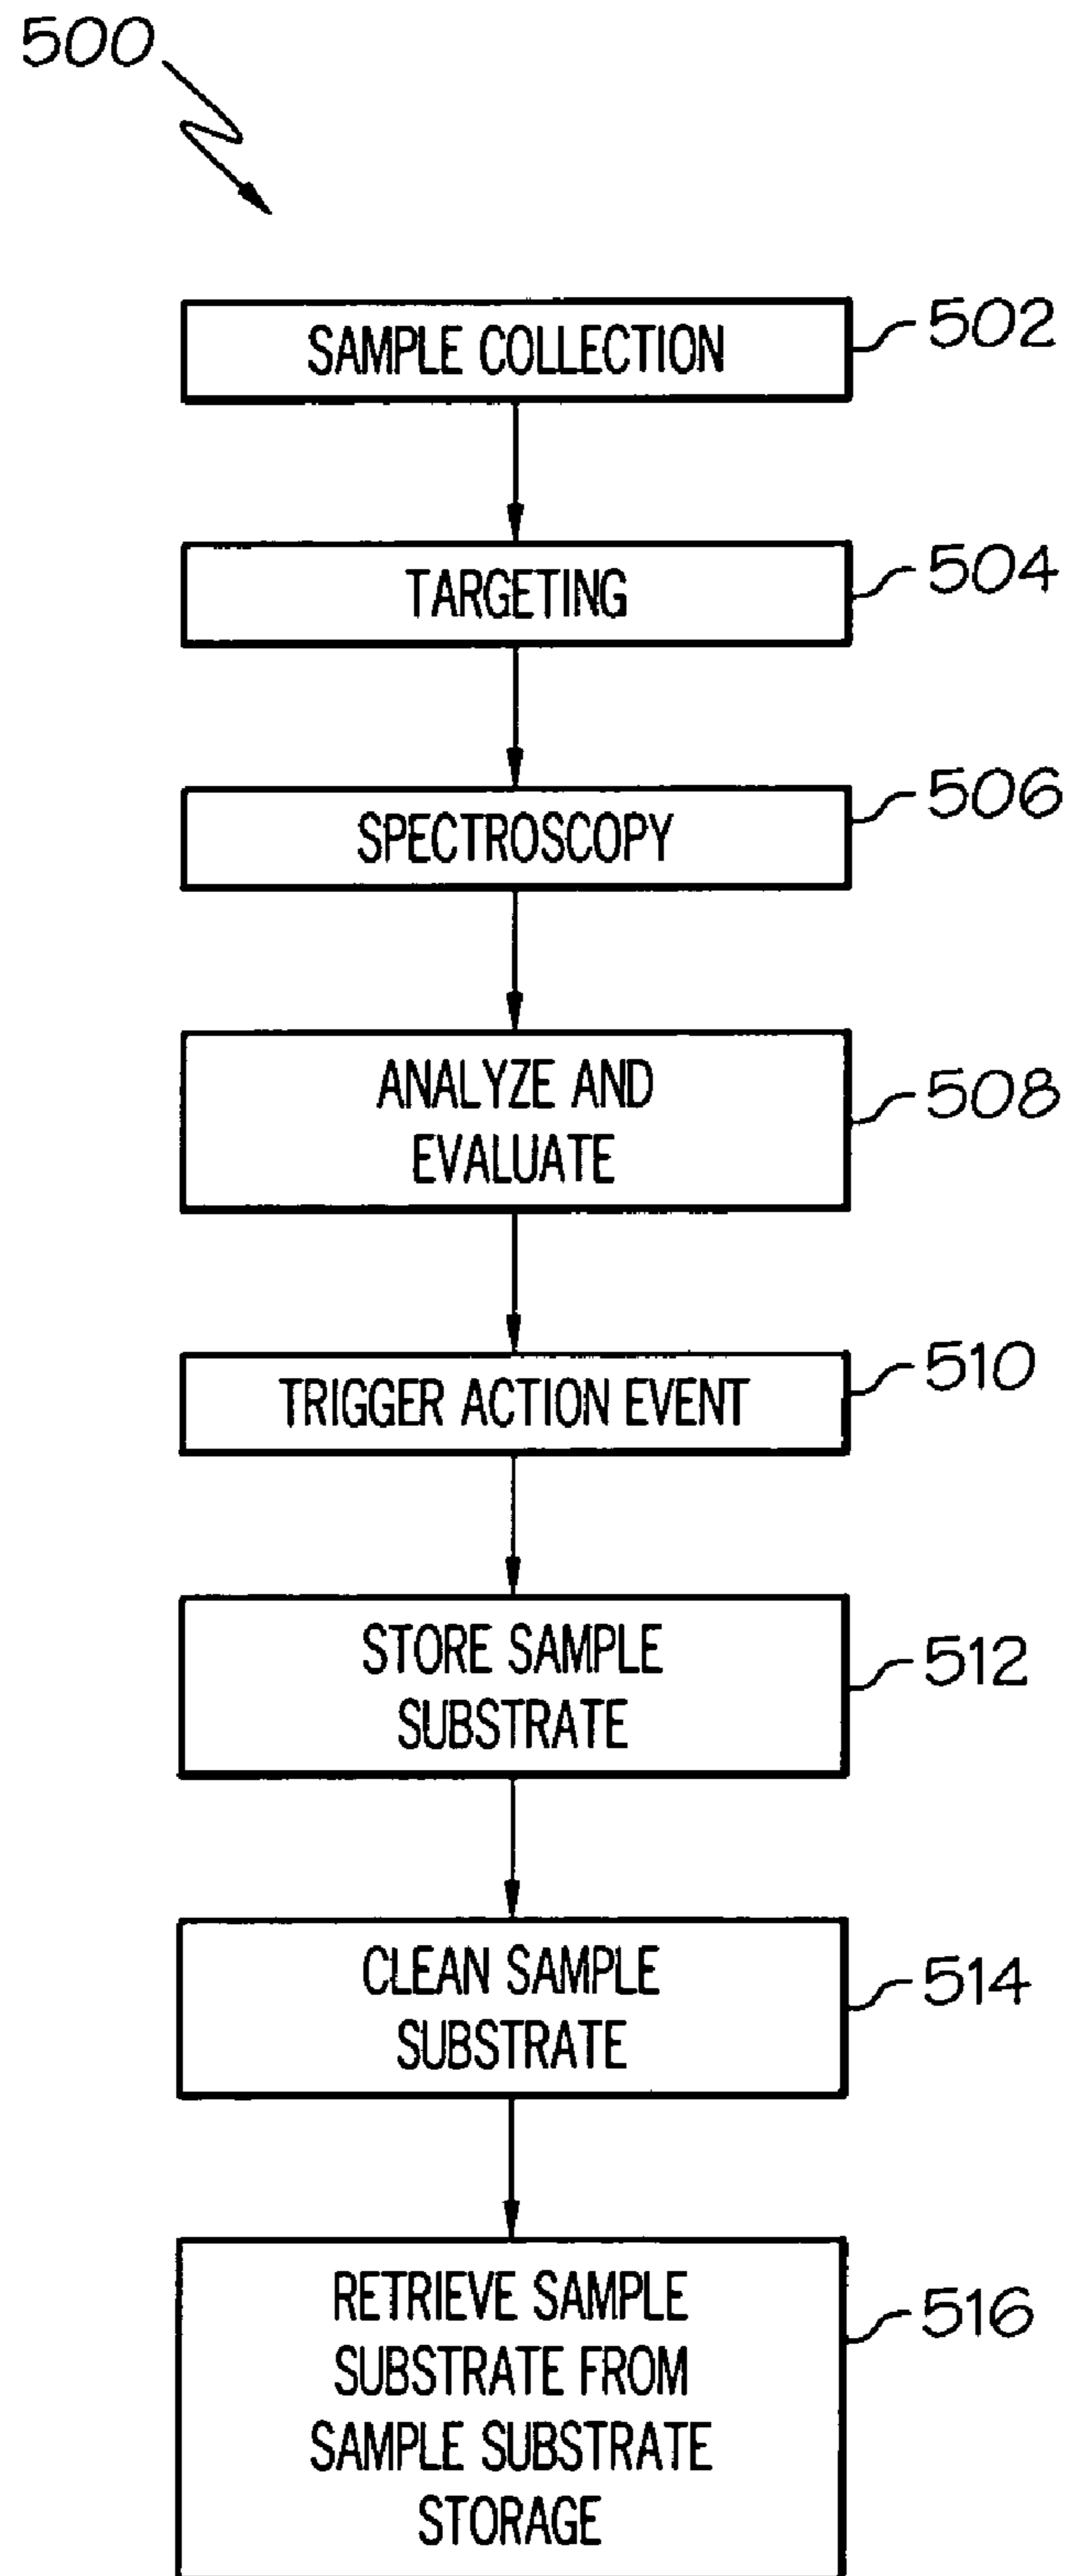 500
SAMPLE COLLECTION
502
TARGETING
504
SPECTROSCOPY
506
ANALYZE AND
EVALUATE
508
TRIGGER ACTION EVENT
510
STORE SAMPLE
SUBSTRATE
512
CLEAN SAMPLE
SUBSTRATE
514
RETRIEVE SAMPLE
SUBSTRATE FROM
SAMPLE SUBSTRATE
STORAGE
516